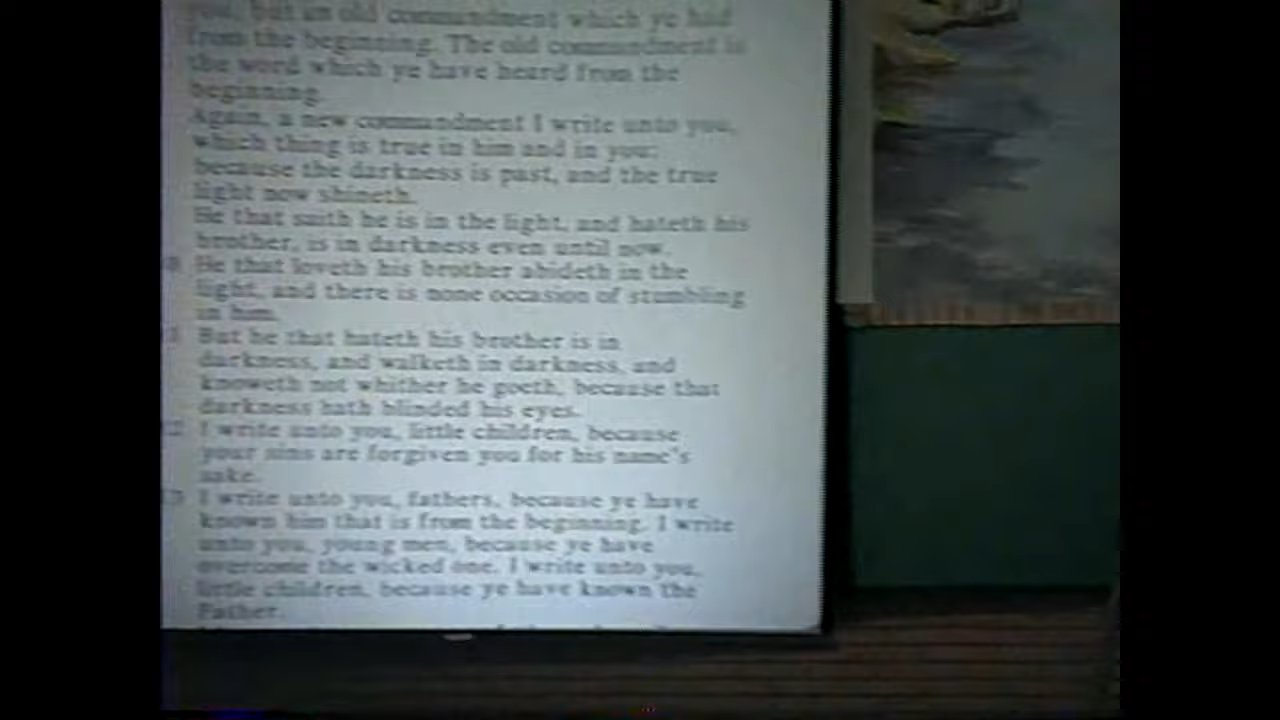 you, but an old commandment which ye had
from the beginning. The old commandment is
the word which ye have heard from the
beginning.
Again, a new commandment I write unto you,
which thing is true in him and in you:
because the darkness is past, and the true
light now shineth.
He that saith he is in the light, and hateth his
brother, is in darkness even until now.
He that loveth his brother abideth in the
light, and there is none occasion of stumbling
in him.
But he that hateth his brother is in
darkness, and walketh in darkness, and
knoweth not whither he goeth, because that
darkness hath blinded his eyes.
12 I write unto you, little children, because
your sins are forgiven you for his name's
sake.
13 I write unto you, fathers, because ye have
known him that is from the beginning. I write
unto you, young men, because ye have
overcome the wicked one. I write unto you,
little children, because ye have known the
Father.